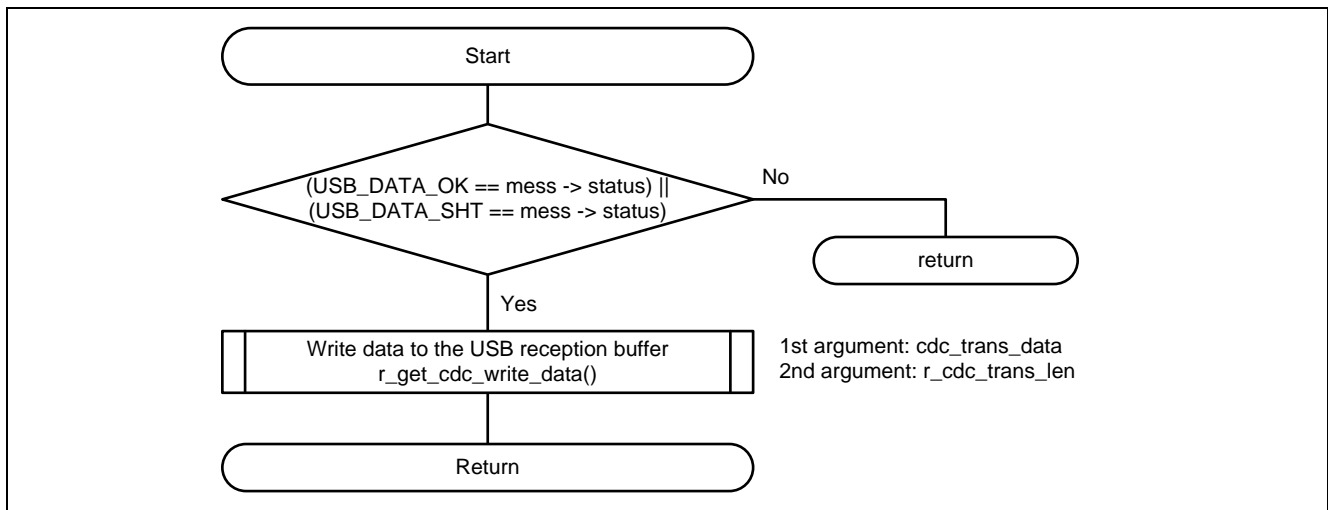 Start
(USB_DATA_OK == mess -> status) ||
(USB_DATA_SHT == mess -> status)
No
return
Yes
Write data to the USB reception buffer
r_get_cdc_write_data()
1st argument: cdc_trans_data
2nd argument: r_cdc_trans_len
Return